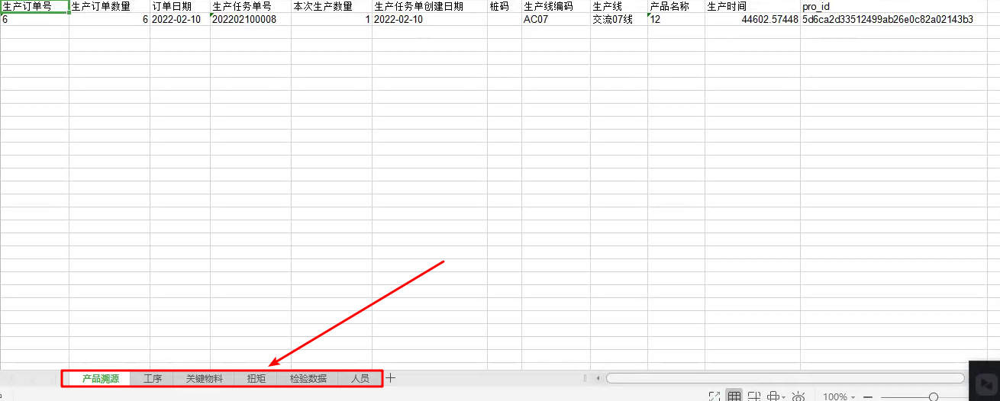 生产订单号 生产订单数量 订单日期 生产任务单号 本次生产数量 生产任务单创建日期 桩码 生产线编码 生产线 产品名称 生产时间 pro_id
6 6 2022-02-10 202202100008 1 2022-02-10 AC07 交流07线 12 44602.57448 5d6ca2d33512499ab26e0c82a02143b3
产品溯源 工序 关键物料 扭矩 检验数据 人员
100%